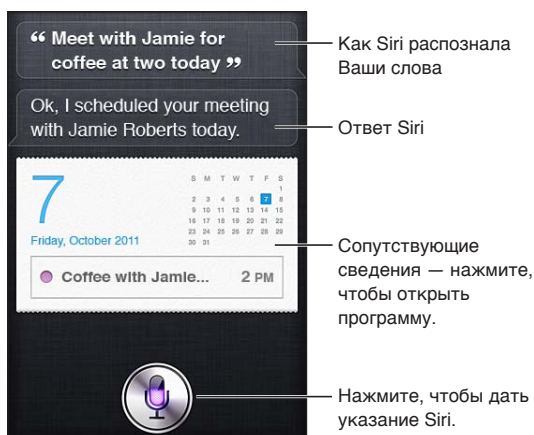 “ Meet with Jamie for
coffee at two today ”
Как Siri распознала
Ваши слова
Ok, I scheduled your meeting
with Jamie Roberts today.
Ответ Siri
7
Friday, October 2011
S M T W T F S
1
2 3 4 5 6 7 8
9 10 11 12 13 14 15
16 17 18 19 20 21 22
23 24 25 26 27 28 29
30 31
Coffee with Jamie... 2 PM
Сопутствующие
сведения — нажмите,
чтобы открыть
программу.
Нажмите, чтобы дать
указание Siri.